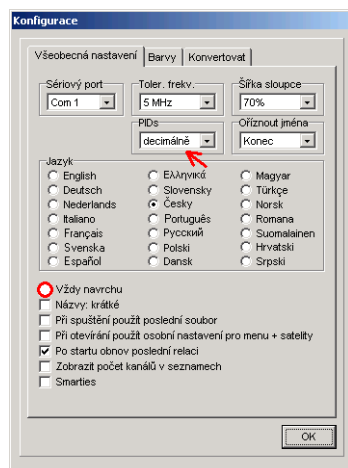 Konfigurace
Všeobecná nastavení Barvy Konvertovat
Sériový port Toler. frekv. Šířka sloupce
Com 1 5 MHz 70%
PIDs Oříznout jména
decimálně Konec
Jazyk
English Ελληνικά Magyar
Deutsch Slovensky Türkçe
Nederlands Česky Norsk
Italiano Português Romana
Français Русский Suomalainen
Svenska Polski Hrvatski
Español Dansk Srpski
Vždy navrchu
Názvy: krátké
Při spuštění použít poslední soubor
Při otevírání použít osobní nastavení pro menu + satelity
Po startu obnov poslední relaci
Zobrazit počet kanálů v seznamech
Smarties
OK